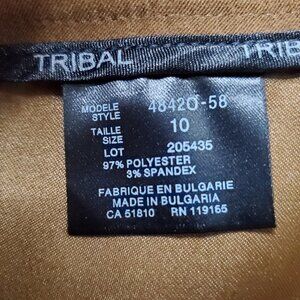 TRIBAL TRIB
MODELE
STYLE 48420-58
TAILLE
SIZE 10
LOT 205435
97% POLYESTER
3% SPANDEX
FABRIQUE EN BULGARIE
MADE IN BULGARIA
CA 51810 RN 119165